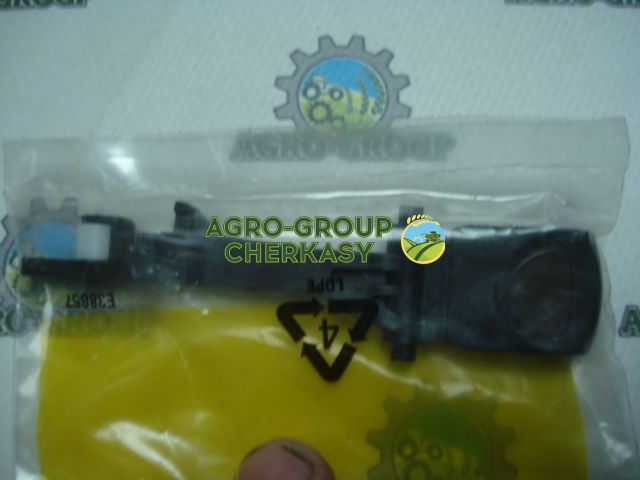 AGRO-GROUP
AGRO-GROUP
CHERKASY
LDPE
E38857
4